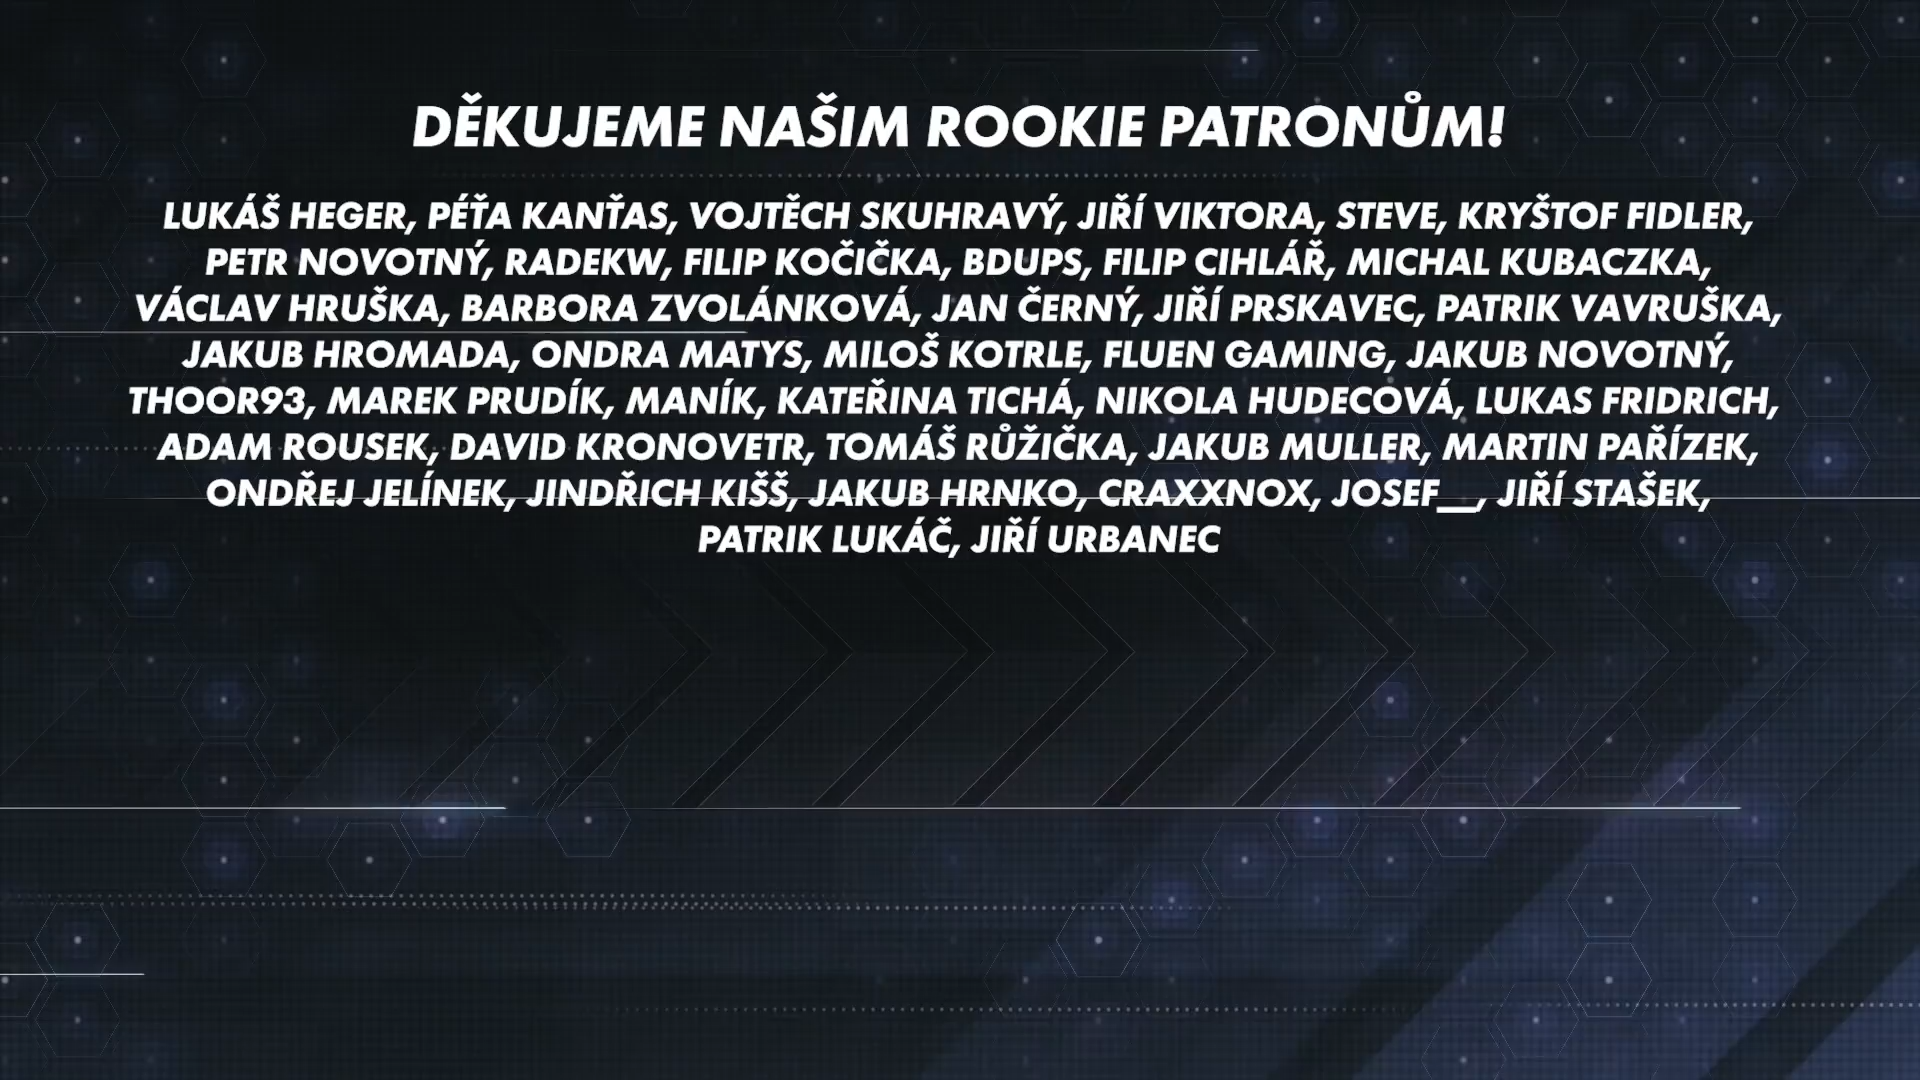 DĚKUJEME NAŠIM ROOKIE PATRONŮM!
LUKÁŠ HEGER, PÉŤA KANŤAS, VOJTĚCH SKUHRAVÝ, JIŘÍ VIKTORA, STEVE, KRYŠTOF FIDLER,
PETR NOVOTNÝ, RADEKW, FILIP KOČIČKA, BDUPS, FILIP CIHLÁŘ, MICHAL KUBACZKA,
VÁCLAV HRUŠKA, BARBORA ZVOLÁNKOVÁ, JAN ČERNÝ, JIŘÍ PRSKAVEC, PATRIK VAVRUŠKA,
JAKUB HROMADA, ONDRA MATYS, MILOŠ KOTRLE, FLUEN GAMING, JAKUB NOVOTNÝ,
THOOR93, MAREK PRUDÍK, MANÍK, KATEŘINA TICHÁ, NIKOLA HUDECOVÁ, LUKAS FRIDRICH,
ADAM ROUSEK, DAVID KRONOVETR, TOMÁŠ RŮŽIČKA, JAKUB MULLER, MARTIN PAŘÍZEK,
ONDŘEJ JELÍNEK, JINDŘICH KIŠŠ, JAKUB HRNKO, CRAXXNOX, JOSEF__, JIŘÍ STAŠEK,
PATRIK LUKÁČ, JIŘÍ URBANEC